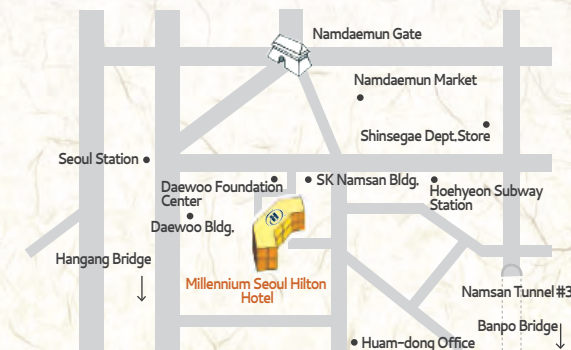 Namdaemun Gate
Namdaemun Market
Shinsegae Dept.Store
Seoul Station
SK Namsan Bldg.
Daewoo Foundation
Center
Hoehyeon Subway
Station
Daewoo Bldg.
Hangang Bridge
Millennium Seoul Hilton
Hotel
Namsan Tunnel #3
Banpo Bridge
Huam-dong Office